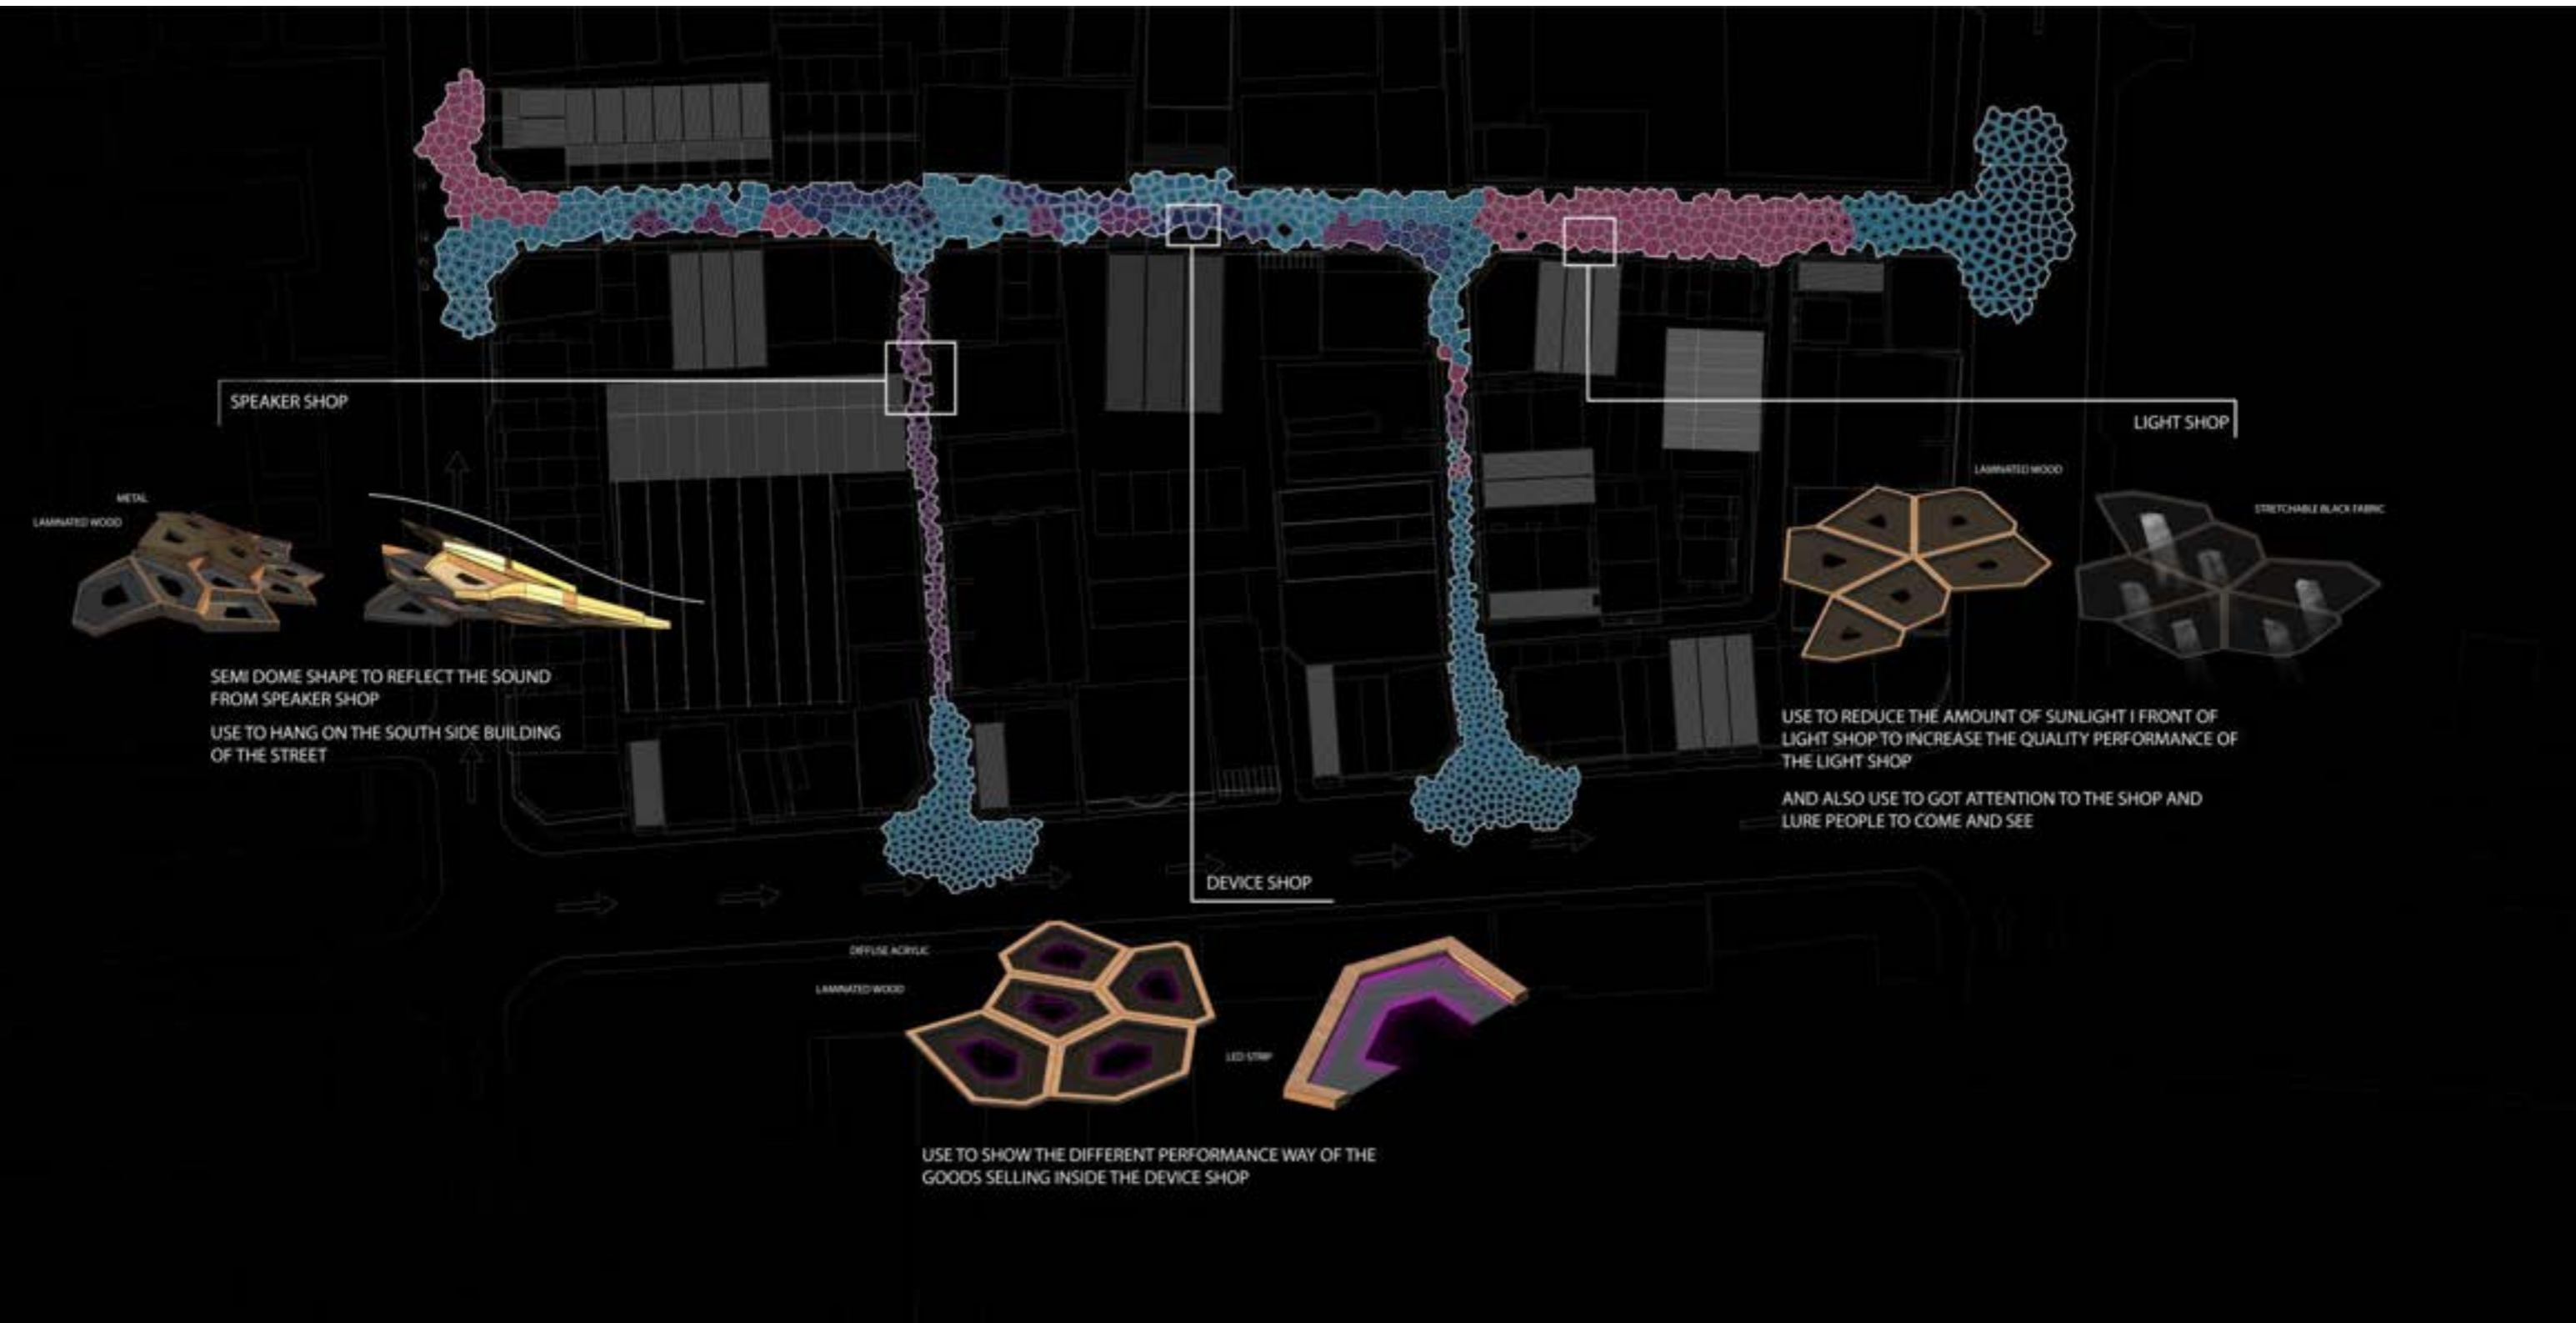 SPEAKER SHOP
METAL
LAMINATED WOOD
SEMI DOME SHAPE TO REFLECT THE SOUND
FROM SPEAKER SHOP
USE TO HANG ON THE SOUTH SIDE BUILDING
OF THE STREET
LIGHT SHOP
LAMINATED WOOD
STRETCHABLE BLACK FABRIC
USE TO REDUCE THE AMOUNT OF SUNLIGHT I FRONT OF
LIGHT SHOP TO INCREASE THE QUALITY PERFORMANCE OF
THE LIGHT SHOP
AND ALSO USE TO GOT ATTENTION TO THE SHOP AND
LURE PEOPLE TO COME AND SEE
DEVICE SHOP
DIFFUSE ACRYLIC
LAMINATED WOOD
LED STRIP
USE TO SHOW THE DIFFERENT PERFORMANCE WAY OF THE
GOODS SELLING INSIDE THE DEVICE SHOP